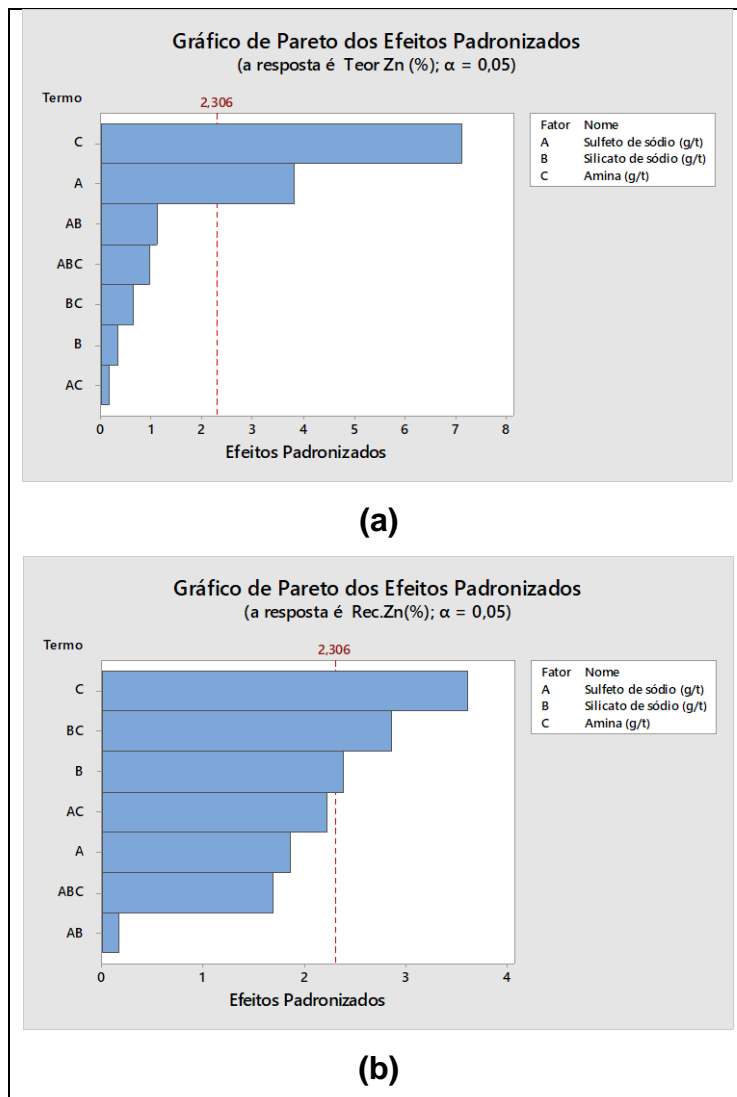 Gráfico de Pareto dos Efeitos Padronizados
(a resposta é Teor Zn (%); α = 0,05)
Termo
2,306
C
A
AB
ABC
BC
B
AC
0 1 2 3 4 5 6 7 8
Efeitos Padronizados
Fator Nome
A Sulfeto de sódio (g/t)
B Silicato de sódio (g/t)
C Amina (g/t)
(a)
Gráfico de Pareto dos Efeitos Padronizados
(a resposta é Rec.Zn(%); α = 0,05)
Termo
2,306
C
BC
B
AC
A
ABC
AB
0 1 2 3 4
Efeitos Padronizados
Fator Nome
A Sulfeto de sódio (g/t)
B Silicato de sódio (g/t)
C Amina (g/t)
(b)